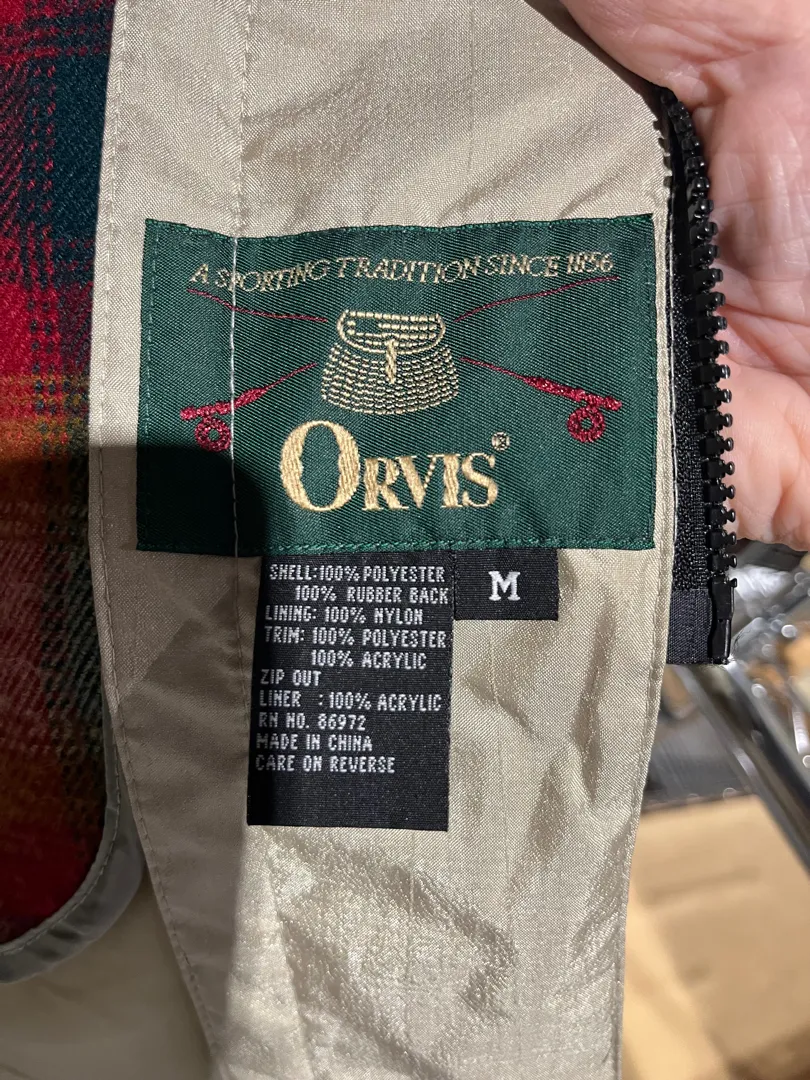 A SPORTING TRADITION SINCE 1856
ORVIS®
SHELL:100% POLYESTER
100% RUBBER BACK
LINING: 100% NYLON
TRIM: 100% POLYESTER
100% ACRYLIC
ZIP OUT
LINER :100% ACRYLIC
RN NO. 86972
MADE IN CHINA
CARE ON REVERSE
M